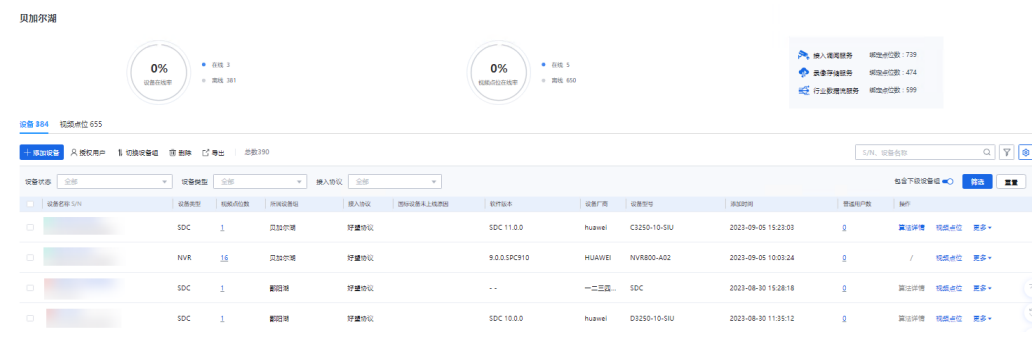 贝加尔湖
0%
设备在线率
在线 3
离线 381
0%
视频点位在线率
在线 5
离线 650
接入调阅服务 绑定点位数：739
录像存储服务 绑定点位数：474
行业数据流服务 绑定点位数：599
设备 384 视频点位 655
+ 添加设备 授权用户 切换设备组 删除 导出 总数390 S/N、设备名称
设备状态 全部 设备类型 全部 接入协议 全部 包含下级设备组 筛选 重置
设备名称 S/N 设备类型 视频点位数 所属设备组 接入协议 国标设备未上线原因 软件版本 设备厂商 设备型号 添加时间 普通用户数 操作
SDC 1 贝加尔湖 好望协议 SDC 11.0.0 huawei C3250-10-SIU 2023-09-05 15:23:03 0 算法详情 视频点位 更多
NVR 16 贝加尔湖 好望协议 9.0.0.SPC910 HUAWEI NVR800-A02 2023-09-05 10:03:24 0 / 视频点位 更多
SDC 1 鄱阳湖 好望协议 -- 一二三四... SDC 2023-08-30 15:28:18 0 算法详情 视频点位 更多
SDC 1 鄱阳湖 好望协议 SDC 10.0.0 huawei D3250-10-SIU 2023-08-30 11:35:12 0 算法详情 视频点位 更多